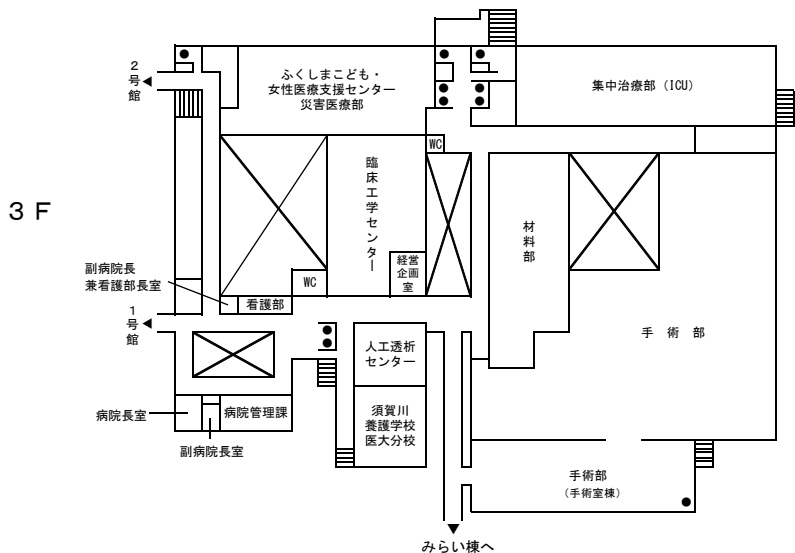 2
号
館
ふくしまこども・
女性医療支援センター
災害医療部
集中治療部（ICU）
WC
臨床工学センター
3 F
材料部
経営
企画
室
副病院長
兼看護部長室
WC
看護部
1
号
館
手 術 部
人工透析
センター
須賀川
養護学校
医大分校
病院長室
病院管理課
副病院長室
手術部
（手術室棟）
みらい棟へ